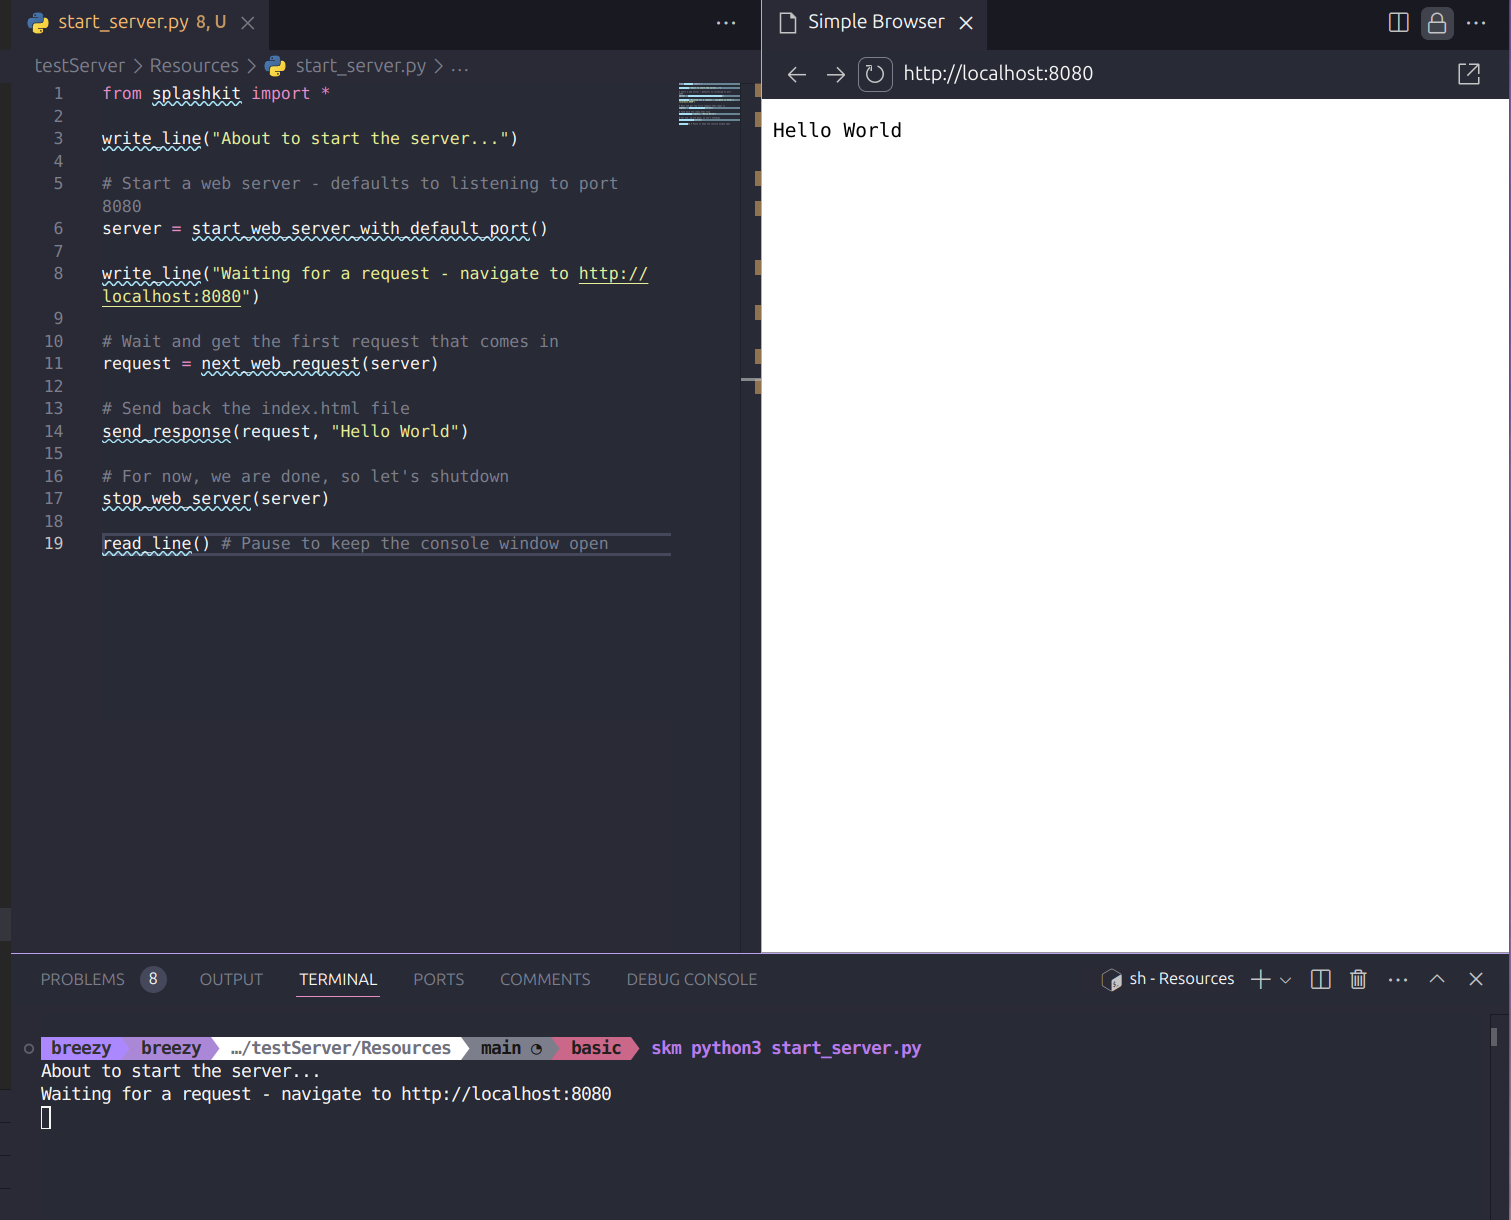 start_server.py 8, U
testServer > Resources > start_server.py > ...
1 from splashkit import *
2
3 write_line("About to start the server...")
4
5 # Start a web server - defaults to listening to port
8080
6 server = start_web_server_with_default_port()
7
8 write_line("Waiting for a request - navigate to http://
localhost:8080")
9
10 # Wait and get the first request that comes in
11 request = next_web_request(server)
12
13 # Send back the index.html file
14 send_response(request, "Hello World")
15
16 # For now, we are done, so let's shutdown
17 stop_web_server(server)
18
19 read_line() # Pause to keep the console window open
Simple Browser
http://localhost:8080
Hello World
PROBLEMS 8 OUTPUT TERMINAL PORTS COMMENTS DEBUG CONSOLE
sh - Resources
breezy breezy …/testServer/Resources main basic skm python3 start_server.py
About to start the server...
Waiting for a request - navigate to http://localhost:8080